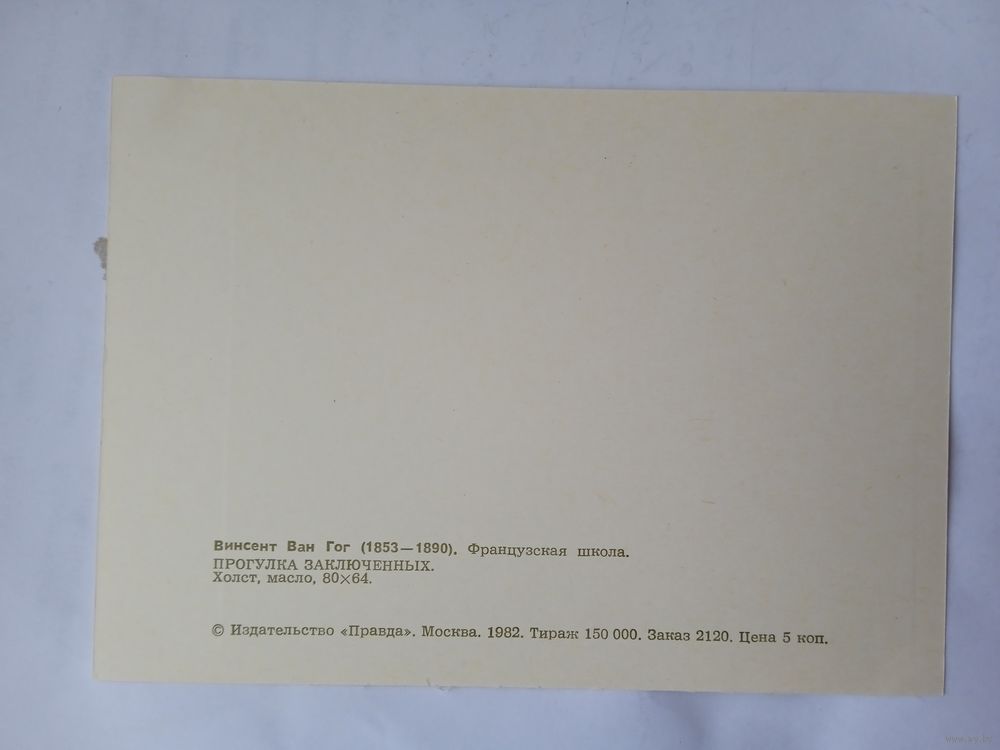 Винсент Ван Гог (1853—1890). Французская школа.
ПРОГУЛКА ЗАКЛЮЧЕННЫХ.
Холст, масло, 80×64.
© Издательство «Правда». Москва. 1982. Тираж 150 000. Заказ 2120. Цена 5 коп.